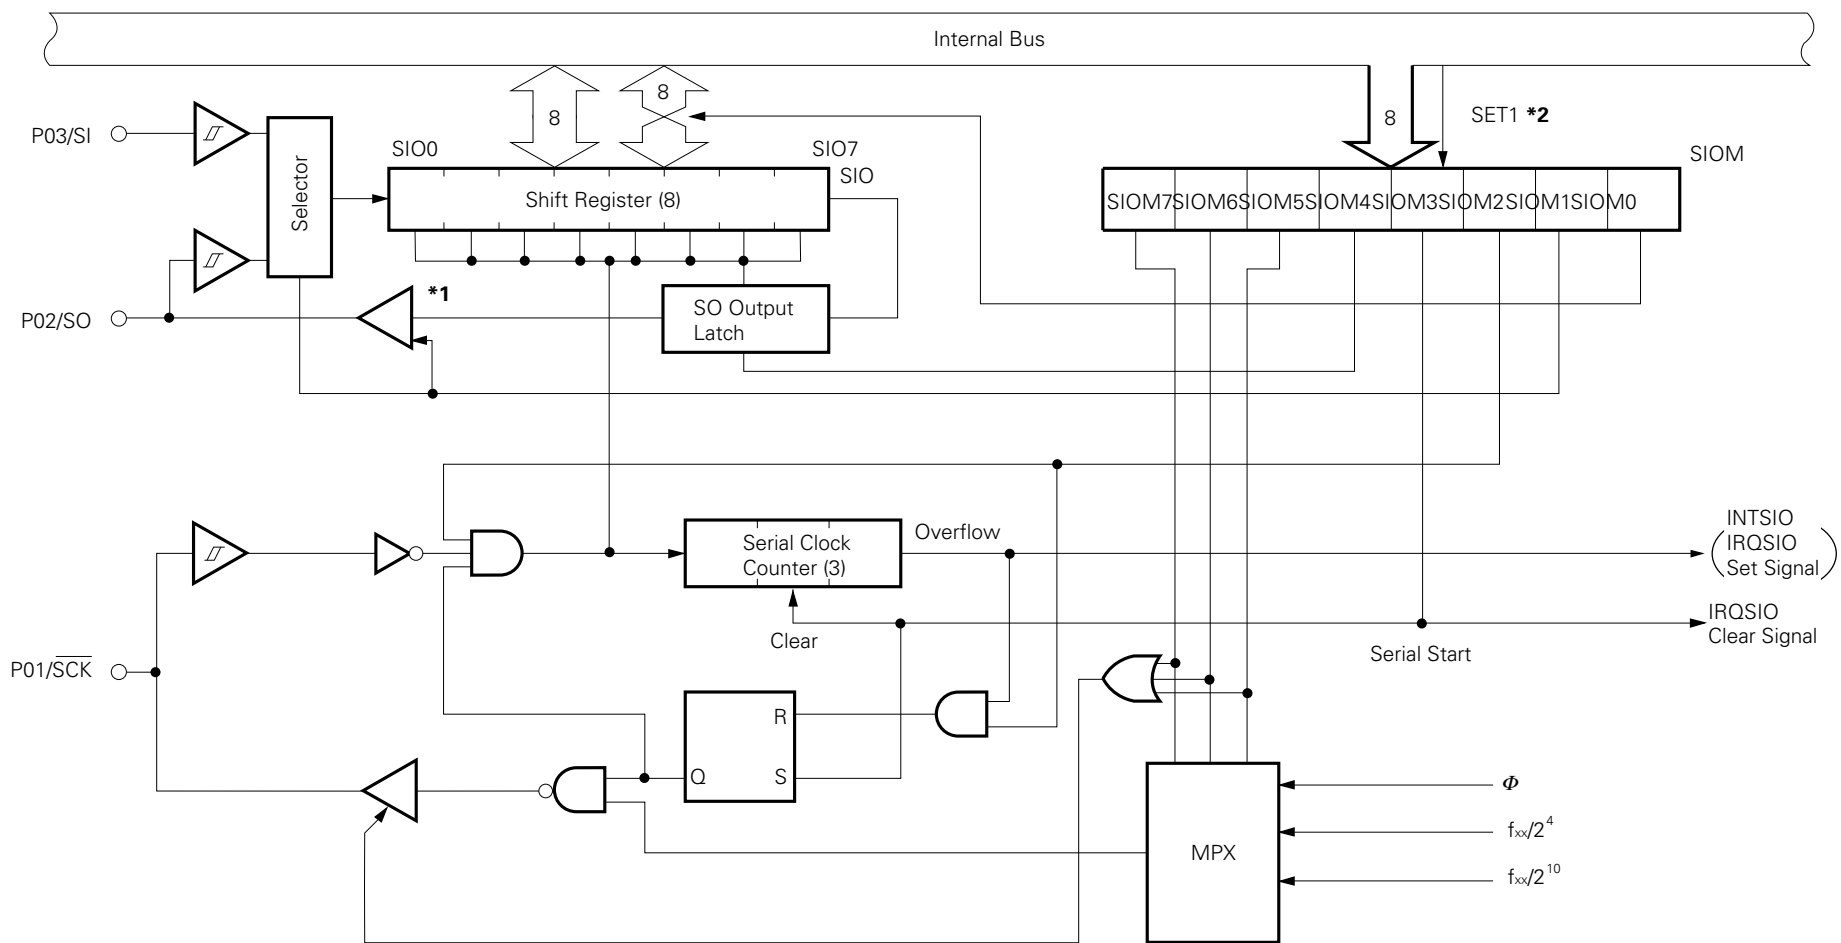 Internal Bus
P03/SI
Selector
8
8
8
SET1 *2
SIO0
SIO7
SIO
SIOM
Shift Register (8)
SIOM7SIOM6SIOM5SIOM4SIOM3SIOM2SIOM1SIOM0
P02/SO
*1
SO Output
Latch
Serial Clock
Counter (3)
Overflow
INTSIO
IRQSIO
Set Signal
Clear
IRQSIO
Clear Signal
Serial Start
P01/S̅C̅K̅
R
Q
S
MPX
Φ
fxx/2⁴
fxx/2¹⁰